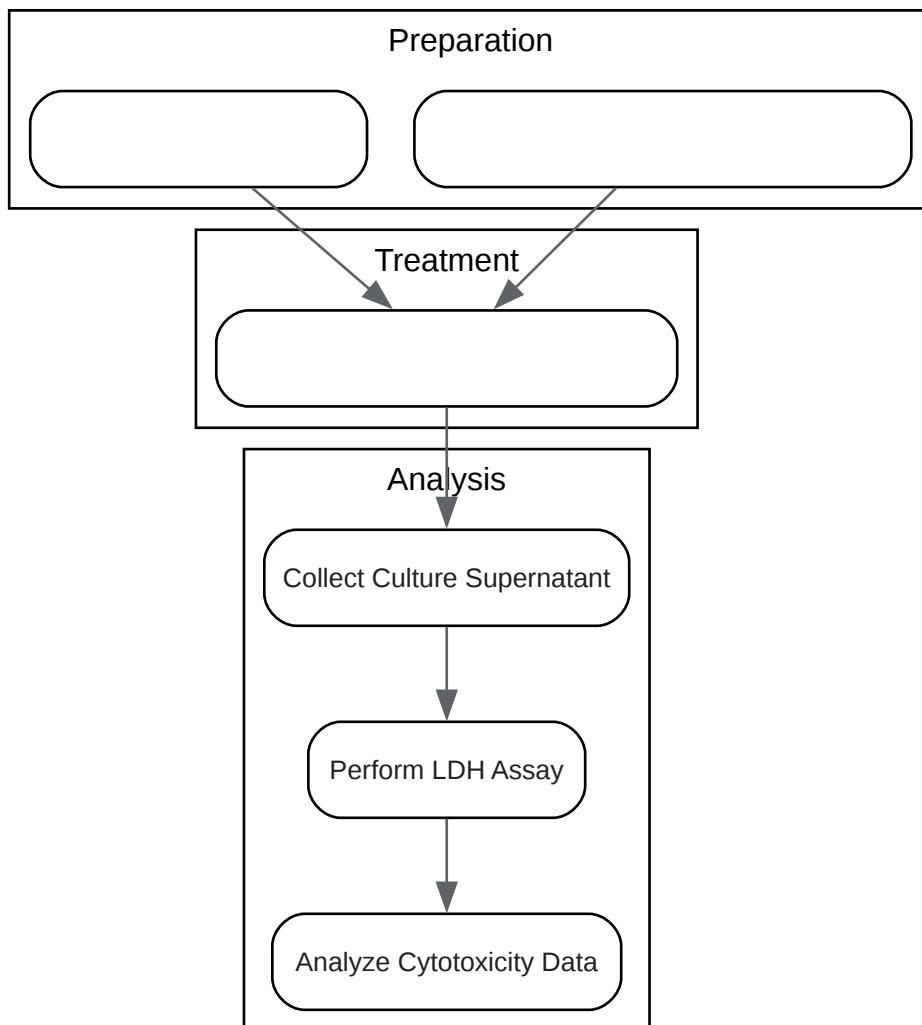 Preparation
Treatment
Analysis
Collect Culture Supernatant
Perform LDH Assay
Analyze Cytotoxicity Data